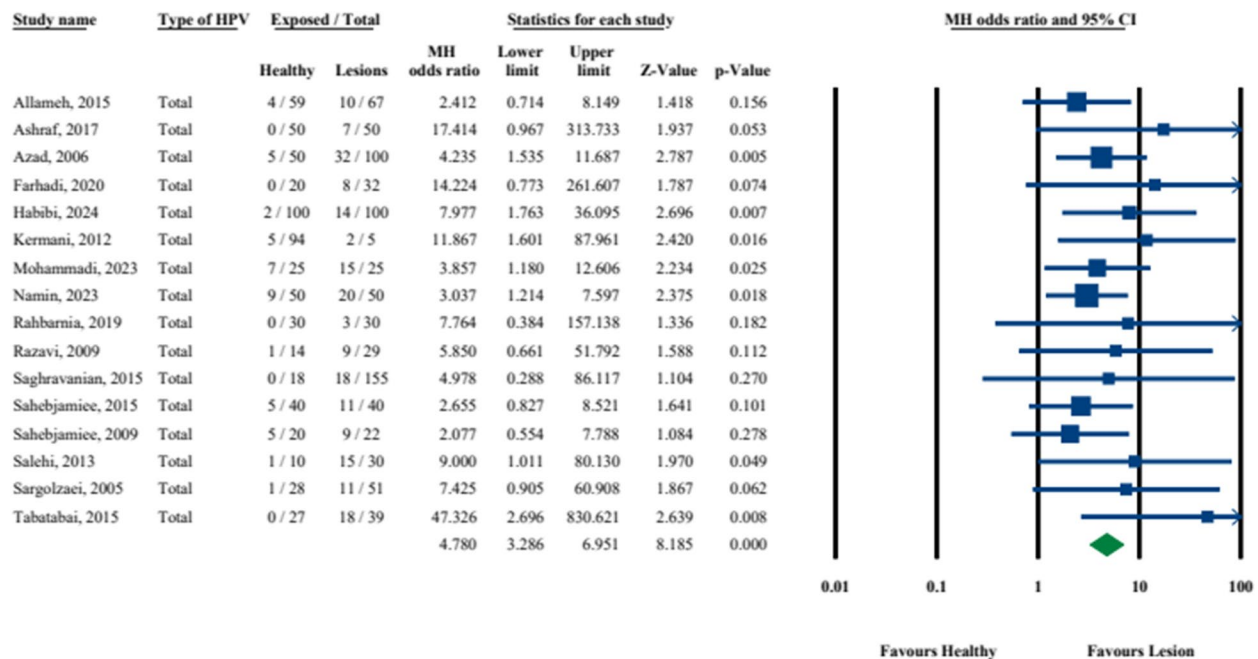 Study name Type of HPV Exposed / Total Statistics for each study MH odds ratio and 95% CI
MH Lower Upper
Healthy Lesions odds ratio limit limit Z-Value p-Value
Allameh, 2015 Total 4 / 59 10 / 67 2.412 0.714 8.149 1.418 0.156
Ashraf, 2017 Total 0 / 50 7 / 50 17.414 0.967 313.733 1.937 0.053
Azad, 2006 Total 5 / 50 32 / 100 4.235 1.535 11.687 2.787 0.005
Farhadi, 2020 Total 0 / 20 8 / 32 14.224 0.773 261.607 1.787 0.074
Habibi, 2024 Total 2 / 100 14 / 100 7.977 1.763 36.095 2.696 0.007
Kermani, 2012 Total 5 / 94 2 / 5 11.867 1.601 87.961 2.420 0.016
Mohammadi, 2023 Total 7 / 25 15 / 25 3.857 1.180 12.606 2.234 0.025
Namin, 2023 Total 9 / 50 20 / 50 3.037 1.214 7.597 2.375 0.018
Rahbarnia, 2019 Total 0 / 30 3 / 30 7.764 0.384 157.138 1.336 0.182
Razavi, 2009 Total 1 / 14 9 / 29 5.850 0.661 51.792 1.588 0.112
Saghravanian, 2015 Total 0 / 18 18 / 155 4.978 0.288 86.117 1.104 0.270
Sahebjamiee, 2015 Total 5 / 40 11 / 40 2.655 0.827 8.521 1.641 0.101
Sahebjamiee, 2009 Total 5 / 20 9 / 22 2.077 0.554 7.788 1.084 0.278
Salehi, 2013 Total 1 / 10 15 / 30 9.000 1.011 80.130 1.970 0.049
Sargolzaei, 2005 Total 1 / 28 11 / 51 7.425 0.905 60.908 1.867 0.062
Tabatabai, 2015 Total 0 / 27 18 / 39 47.326 2.696 830.621 2.639 0.008
4.780 3.286 6.951 8.185 0.000
0.01 0.1 1 10 100
Favours Healthy Favours Lesion